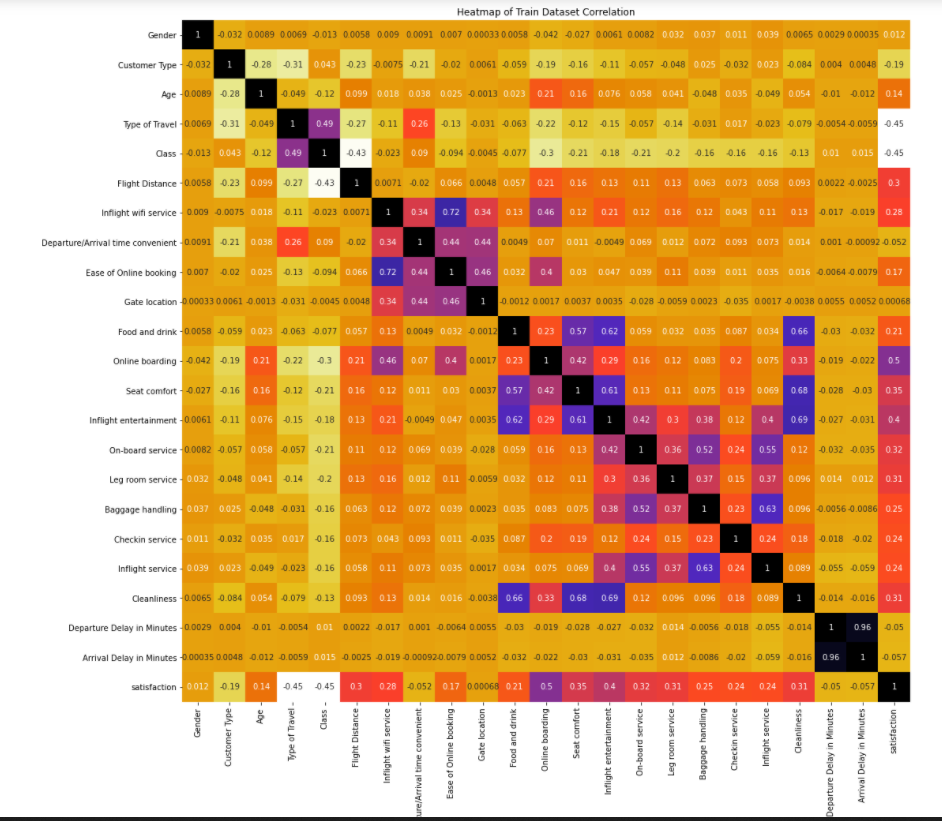 Heatmap of Train Dataset Correlation
Gender 1 -0.032 0.0089 0.0069 -0.013 0.0058 0.009 0.0091 0.007 0.00033 0.0058 -0.042 -0.027 0.0061 0.0082 0.032 0.037 0.011 0.039 0.0065 0.0029 0.00035 0.012
Customer Type -0.032 1 -0.28 -0.31 0.043 -0.23 -0.0075 -0.21 -0.02 0.0061 -0.059 -0.19 -0.16 -0.11 -0.057 -0.048 0.025 -0.032 0.023 -0.084 0.004 0.0048 -0.19
Age 0.0089 -0.28 1 -0.049 -0.12 0.099 0.018 0.038 0.025 -0.0013 0.023 0.21 0.16 0.076 0.058 0.041 -0.048 0.035 -0.049 0.054 -0.01 -0.012 0.14
Type of Travel 0.0069 -0.31 -0.049 1 0.49 -0.27 -0.11 0.26 -0.13 -0.031 -0.063 -0.22 -0.12 -0.15 -0.057 -0.14 -0.031 0.017 -0.023 -0.079 -0.0054 -0.0059 -0.45
Class -0.013 0.043 -0.12 0.49 1 -0.43 -0.023 0.09 -0.094 -0.0045 -0.077 -0.3 -0.21 -0.18 -0.21 -0.2 -0.16 -0.16 -0.16 -0.13 0.01 0.015 -0.45
Flight Distance 0.0058 -0.23 0.099 -0.27 -0.43 1 0.0071 -0.02 0.066 0.0048 0.057 0.21 0.16 0.13 0.11 0.13 0.063 0.073 0.058 0.093 0.0022 -0.0025 0.3
Inflight wifi service 0.009 -0.0075 0.018 -0.11 -0.023 0.0071 1 0.34 0.72 0.34 0.13 0.46 0.12 0.21 0.12 0.16 0.12 0.043 0.11 0.13 -0.017 -0.019 0.28
Departure/Arrival time convenient 0.0091 -0.21 0.038 0.26 0.09 -0.02 0.34 1 0.44 0.44 0.0049 0.07 0.011 -0.0049 0.069 0.012 0.072 0.093 0.073 0.014 0.001 -0.00092 -0.052
Ease of Online booking 0.007 -0.02 0.025 -0.13 -0.094 0.066 0.72 0.44 1 0.46 0.032 0.4 0.03 0.047 0.039 0.11 0.039 0.011 0.035 0.016 -0.0064 -0.0079 0.17
Gate location 0.00033 0.0061 -0.0013 -0.031 -0.0045 0.0048 0.34 0.44 0.46 1 -0.0012 0.0017 0.0037 0.0035 -0.028 -0.0059 0.0023 -0.035 0.0017 -0.0038 0.0055 0.0052 0.00068
Food and drink 0.0058 -0.059 0.023 -0.063 -0.077 0.057 0.13 0.0049 0.032 -0.0012 1 0.23 0.57 0.62 0.059 0.032 0.035 0.087 0.034 0.66 -0.03 -0.032 0.21
Online boarding -0.042 -0.19 0.21 -0.22 -0.3 0.21 0.46 0.07 0.4 0.0017 0.23 1 0.42 0.29 0.16 0.12 0.083 0.2 0.075 0.33 -0.019 -0.022 0.5
Seat comfort -0.027 -0.16 0.16 -0.12 -0.21 0.16 0.12 0.011 0.03 0.0037 0.57 0.42 1 0.61 0.13 0.11 0.075 0.19 0.069 0.68 -0.028 -0.03 0.35
Inflight entertainment 0.0061 -0.11 0.076 -0.15 -0.18 0.13 0.21 -0.0049 0.047 0.0035 0.62 0.29 0.61 1 0.42 0.3 0.38 0.12 0.4 0.69 -0.027 -0.031 0.4
On-board service 0.0082 -0.057 0.058 -0.057 -0.21 0.11 0.12 0.069 0.039 -0.028 0.059 0.16 0.13 0.42 1 0.36 0.52 0.24 0.55 0.12 -0.032 -0.035 0.32
Leg room service 0.032 -0.048 0.041 -0.14 -0.2 0.13 0.16 0.012 0.11 -0.0059 0.032 0.12 0.11 0.3 0.36 1 0.37 0.15 0.37 0.096 0.014 0.012 0.31
Baggage handling 0.037 0.025 -0.048 -0.031 -0.16 0.063 0.12 0.072 0.039 0.0023 0.035 0.083 0.075 0.38 0.52 0.37 1 0.23 0.63 0.096 -0.0056 -0.0086 0.25
Checkin service 0.011 -0.032 0.035 0.017 -0.16 0.073 0.043 0.093 0.011 -0.035 0.087 0.2 0.19 0.12 0.24 0.15 0.23 1 0.24 0.18 -0.018 -0.02 0.24
Inflight service 0.039 0.023 -0.049 -0.023 -0.16 0.058 0.11 0.073 0.035 0.0017 0.034 0.075 0.069 0.4 0.55 0.37 0.63 0.24 1 0.089 -0.055 -0.059 0.24
Cleanliness 0.0065 -0.084 0.054 -0.079 -0.13 0.093 0.13 0.014 0.016 -0.0038 0.66 0.33 0.68 0.69 0.12 0.096 0.096 0.18 0.089 1 -0.014 -0.016 0.31
Departure Delay in Minutes 0.0029 0.004 -0.01 -0.0054 0.01 0.0022 -0.017 0.001 -0.0064 0.0055 -0.03 -0.019 -0.028 -0.027 -0.032 0.014 -0.0056 -0.018 -0.055 -0.014 1 0.96 -0.05
Arrival Delay in Minutes 0.00035 0.0048 -0.012 -0.0059 0.015 -0.0025 -0.019 -0.00092 -0.0079 0.0052 -0.032 -0.022 -0.03 -0.031 -0.035 0.012 -0.0086 -0.02 -0.059 -0.016 0.96 1 -0.057
satisfaction 0.012 -0.19 0.14 -0.45 -0.45 0.3 0.28 -0.052 0.17 0.00068 0.21 0.5 0.35 0.4 0.32 0.31 0.25 0.24 0.24 0.31 -0.05 -0.057 1
Gender
Customer Type
Age
Type of Travel
Class
Flight Distance
Inflight wifi service
ure/Arrival time convenient
Ease of Online booking
Gate location
Food and drink
Online boarding
Seat comfort
Inflight entertainment
On-board service
Leg room service
Baggage handling
Checkin service
Inflight service
Cleanliness
Departure Delay in Minutes
Arrival Delay in Minutes
satisfaction